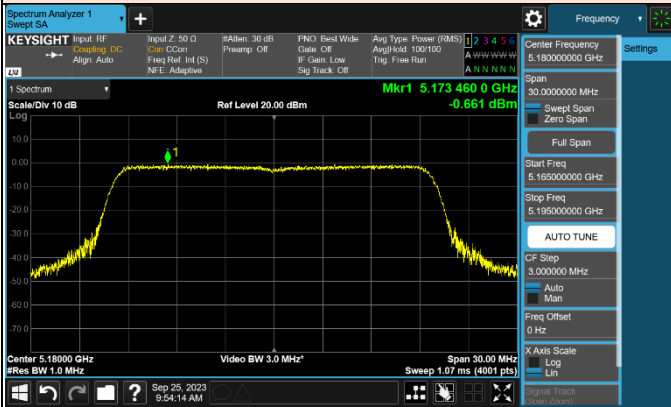 Spectrum Analyzer 1
Swept SA
+
Frequency
KEYSIGHT
Input: RF
Coupling: DC
Align: Auto
Input Z: 50 Ω
Corr CCorr
Freq Ref: Int (S)
NFE: Adaptive
#Atten: 30 dB
Preamp: Off
PNO: Best Wide
Gate: Off
IF Gain: Low
Sig Track: Off
Avg Type: Power (RMS)
Avg|Hold: 100/100
Trig: Free Run
1 2 3 4 5 6
A W W W W W
A N N N N N
LXI
1 Spectrum
Scale/Div 10 dB
Log
Ref Level 20.00 dBm
Mkr1 5.173 460 0 GHz
-0.661 dBm
10.0
0.00
-10.0
-20.0
-30.0
-40.0
-50.0
-60.0
-70.0
1
Center 5.18000 GHz
#Res BW 1.0 MHz
Video BW 3.0 MHz*
Span 30.00 MHz
Sweep 1.07 ms (4001 pts)
Center Frequency
5.180000000 GHz
Settings
Span
30.0000000 MHz
Swept Span
Zero Span
Full Span
Start Freq
5.165000000 GHz
Stop Freq
5.195000000 GHz
AUTO TUNE
CF Step
3.000000 MHz
Auto
Man
Freq Offset
0 Hz
X Axis Scale
Log
Lin
Signal Track
(Span Zoom)
?
Sep 25, 2023
9:54:14 AM